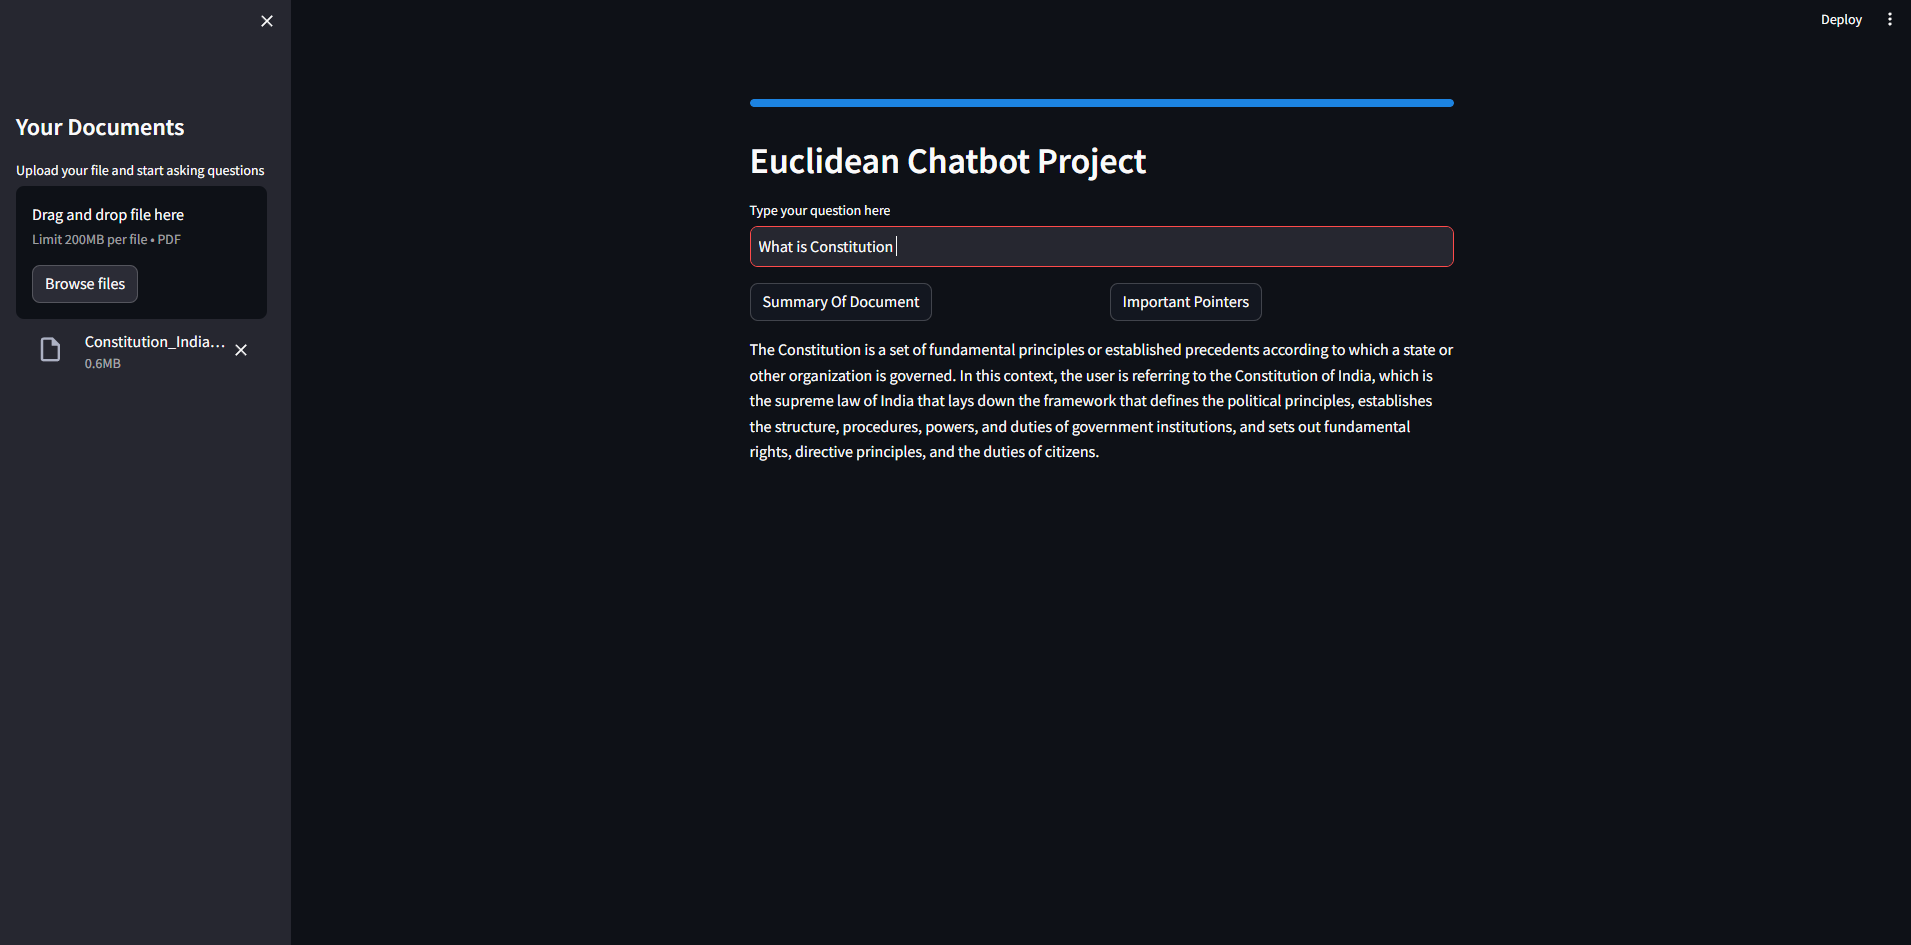 Deploy
Your Documents
Upload your file and start asking questions
Drag and drop file here
Limit 200MB per file • PDF
Browse files
Constitution_India...
0.6MB
Euclidean Chatbot Project
Type your question here
What is Constitution
Summary Of Document
Important Pointers
The Constitution is a set of fundamental principles or established precedents according to which a state or
other organization is governed. In this context, the user is referring to the Constitution of India, which is
the supreme law of India that lays down the framework that defines the political principles, establishes
the structure, procedures, powers, and duties of government institutions, and sets out fundamental
rights, directive principles, and the duties of citizens.